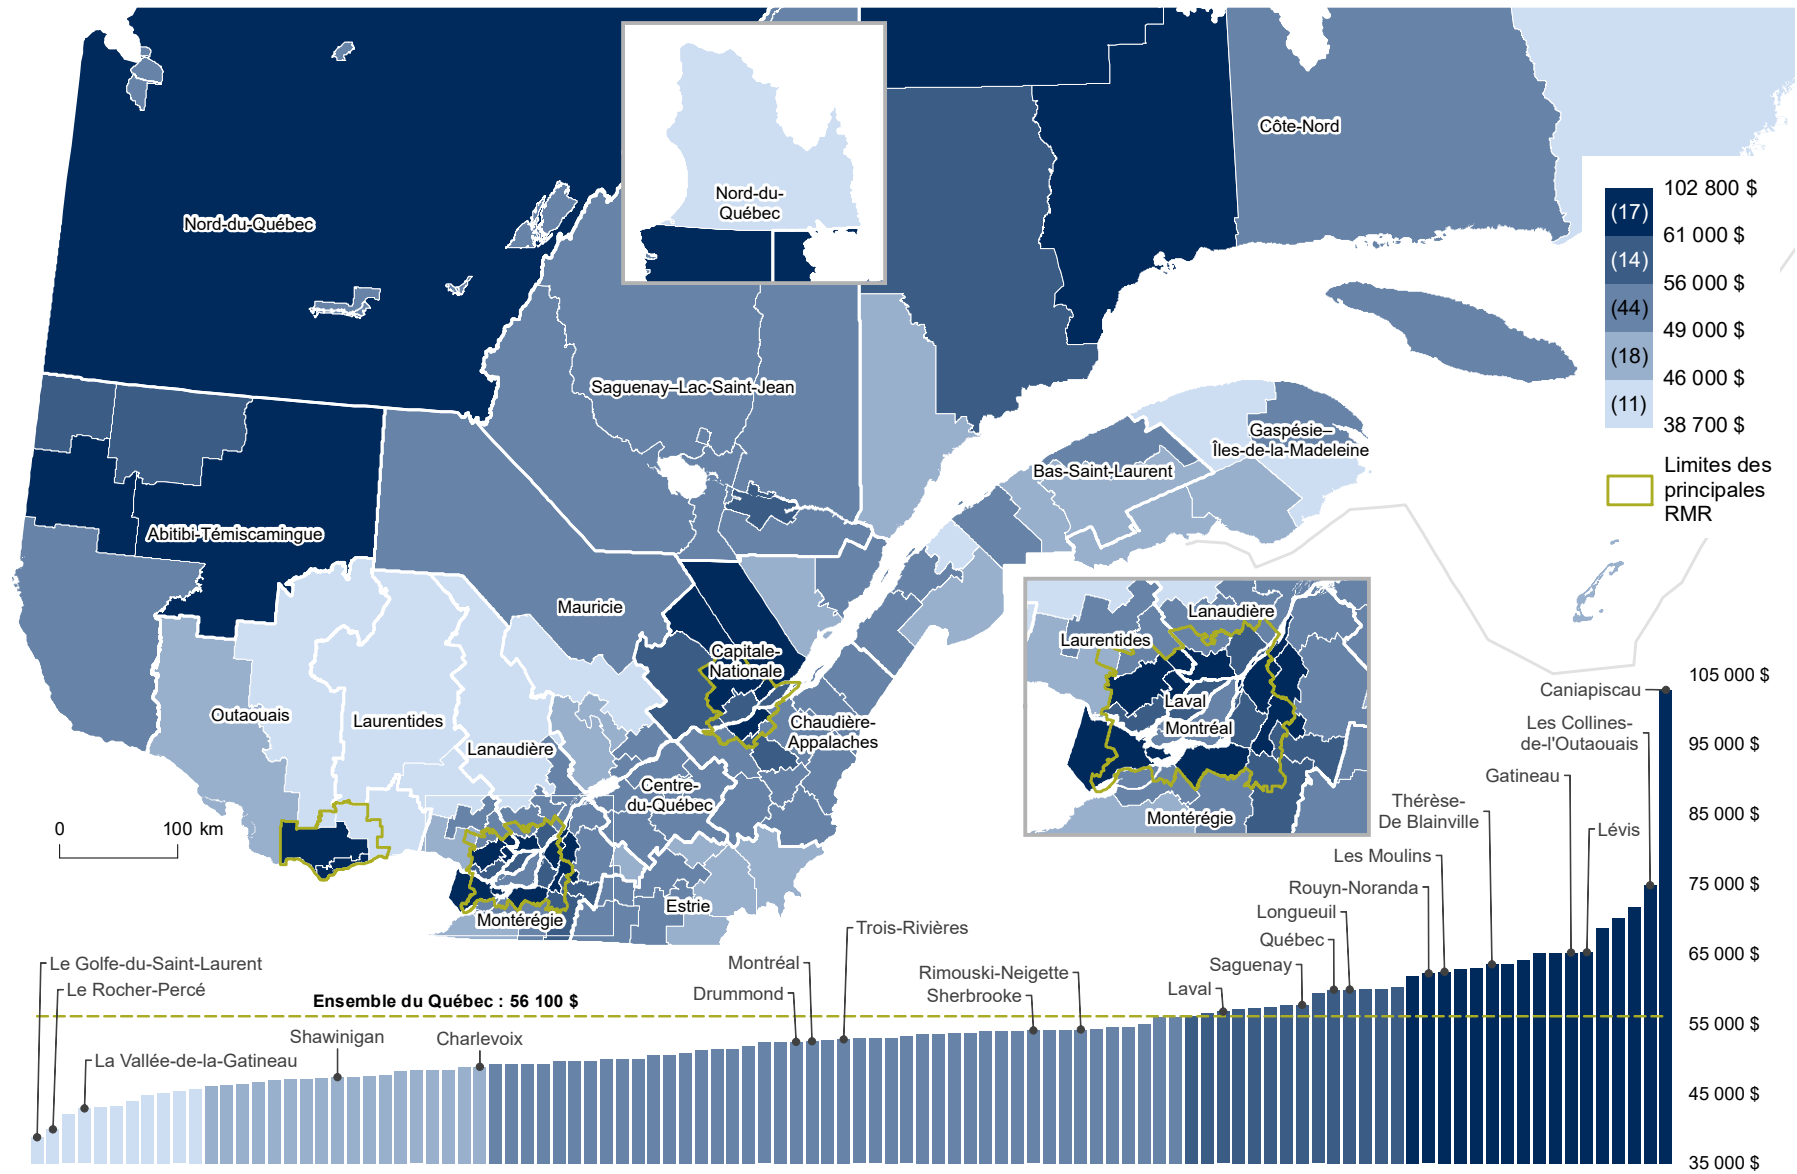 Nord-du-
Québec
Côte-Nord
Nord-du-Québec
102 800 $
(17)
61 000 $
(14)
56 000 $
(44)
49 000 $
(18)
46 000 $
(11)
38 700 $
Limites des
principales
RMR
Saguenay–Lac-Saint-Jean
Gaspésie–
Îles-de-la-Madeleine
Bas-Saint-Laurent
Abitibi-Témiscamingue
Mauricie
Capitale-
Nationale
Outaouais
Laurentides
Lanaudière
Chaudière-
Appalaches
Centre-
du-Québec
Estrie
Montérégie
0
100 km
Lanaudière
Laurentides
Laval
Montréal
Montérégie
105 000 $
95 000 $
85 000 $
75 000 $
65 000 $
55 000 $
45 000 $
35 000 $
Caniapiscau
Les Collines-
de-l'Outaouais
Gatineau
Thérèse-
De Blainville
Lévis
Les Moulins
Rouyn-Noranda
Longueuil
Québec
Saguenay
Laval
Rimouski-Neigette
Sherbrooke
Trois-Rivières
Montréal
Drummond
Charlevoix
Shawinigan
La Vallée-de-la-Gatineau
Le Rocher-Percé
Le Golfe-du-Saint-Laurent
Ensemble du Québec : 56 100 $